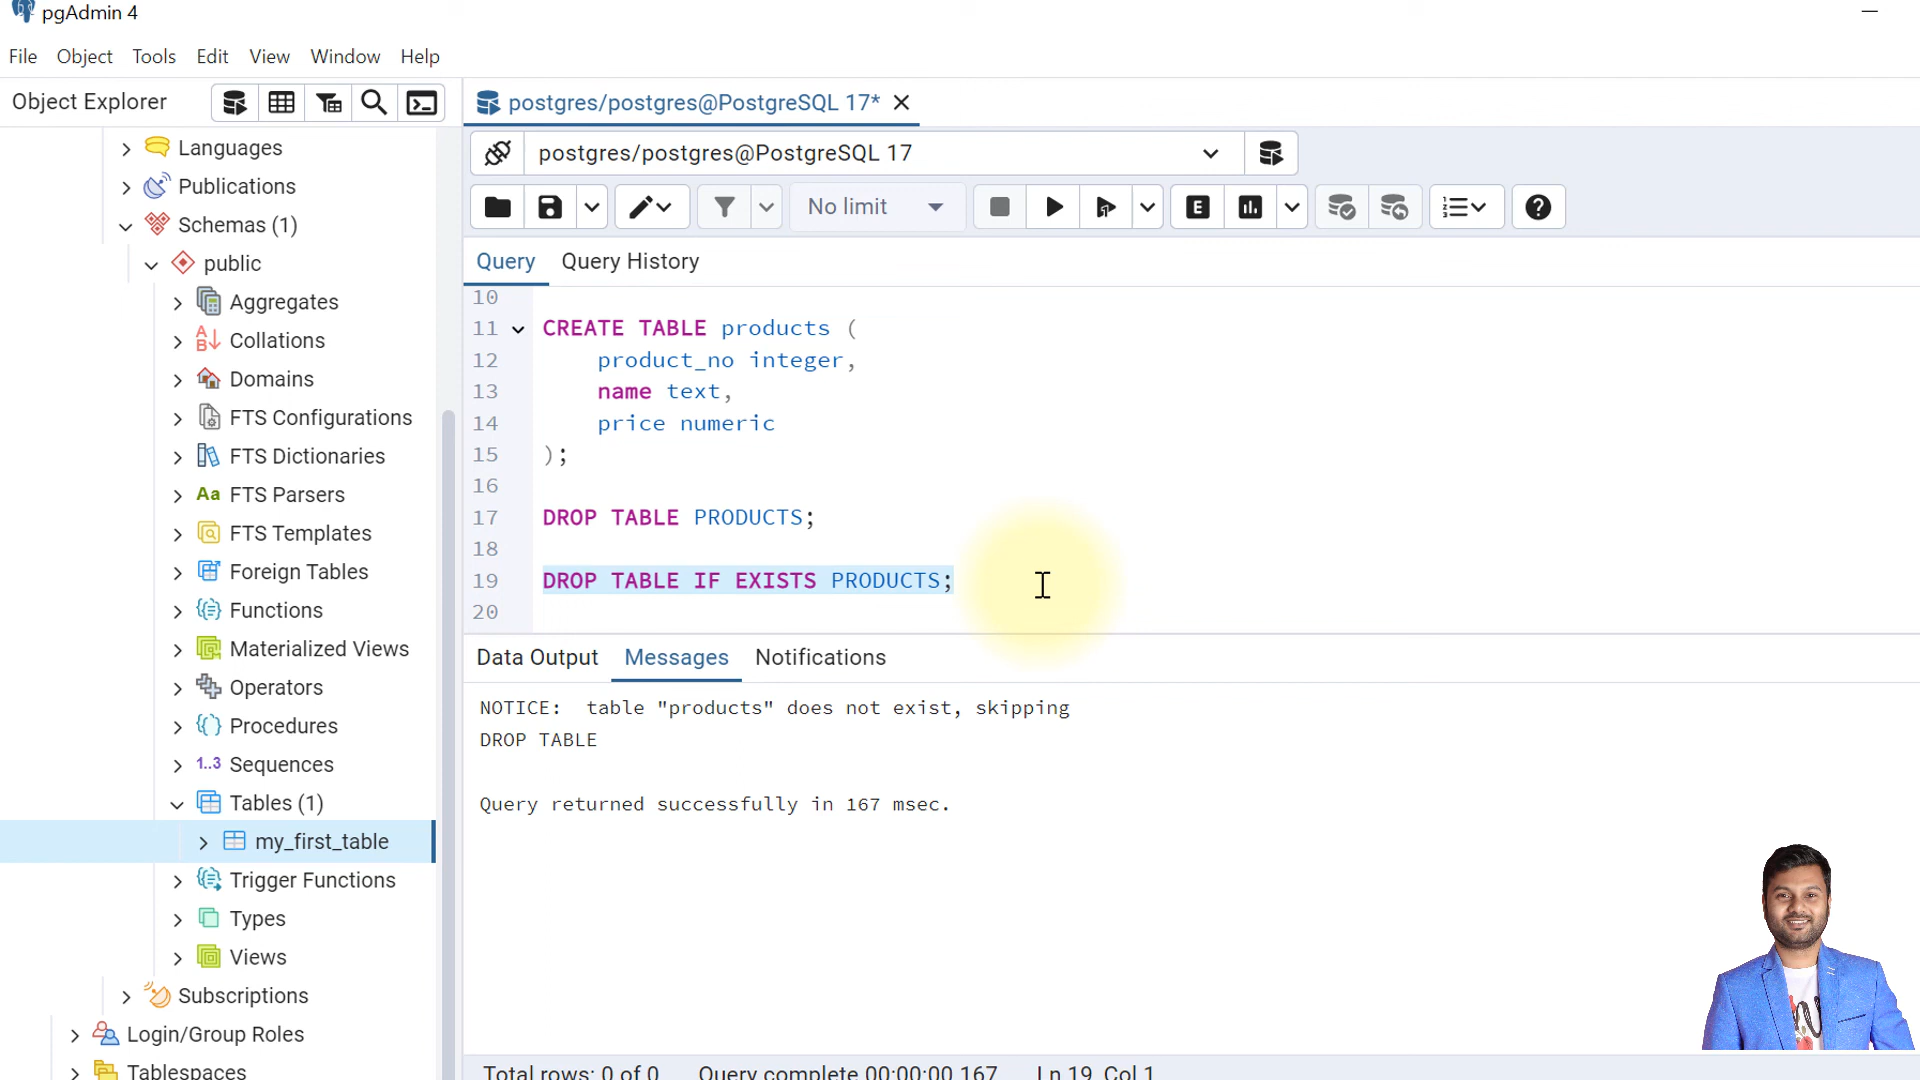 pgAdmin 4
File Object Tools Edit View Window Help
Object Explorer
postgres/postgres@PostgreSQL 17*
Languages
Publications
Schemas (1)
public
Aggregates
Collations
Domains
FTS Configurations
FTS Dictionaries
Aa FTS Parsers
FTS Templates
Foreign Tables
Functions
Materialized Views
Operators
Procedures
1..3 Sequences
Tables (1)
my_first_table
Trigger Functions
Types
Views
Subscriptions
Login/Group Roles
Tablespaces
postgres/postgres@PostgreSQL 17
No limit
E
Query Query History
10
11 CREATE TABLE products (
12 product_no integer,
13 name text,
14 price numeric
15 );
16
17 DROP TABLE PRODUCTS;
18
19 DROP TABLE IF EXISTS PRODUCTS;
20
Data Output Messages Notifications
NOTICE:  table "products" does not exist, skipping
DROP TABLE
Query returned successfully in 167 msec.
Total rows: 0 of 0 Query complete 00:00:00.167 Ln 19, Col 1